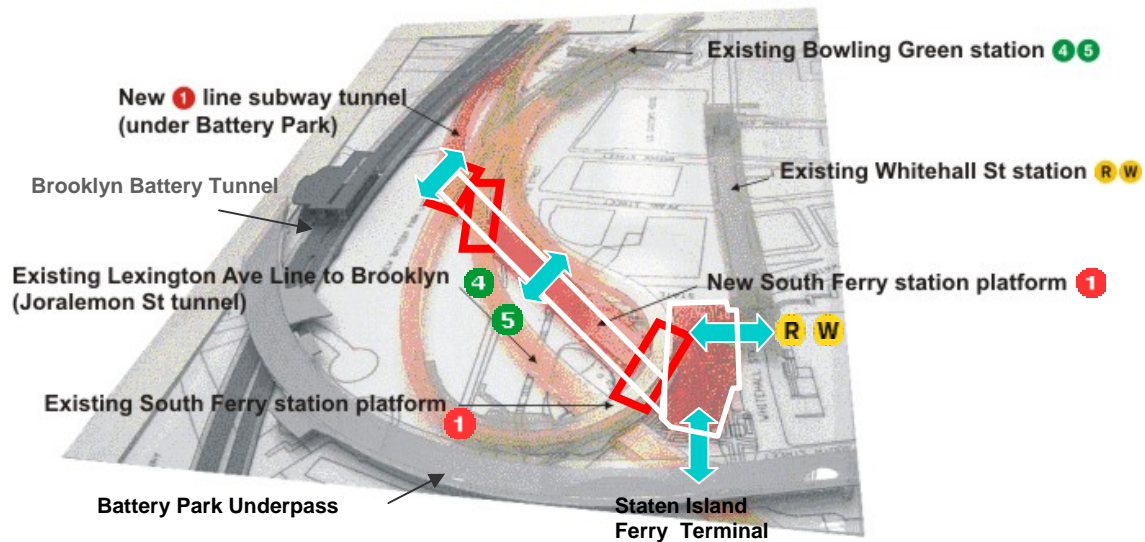 Existing Bowling Green station 4 5
New 1 line subway tunnel
(under Battery Park)
Existing Whitehall St station R W
Brooklyn Battery Tunnel
Existing Lexington Ave Line to Brooklyn
(Joralemon St tunnel)
4
5
New South Ferry station platform 1
R W
Existing South Ferry station platform
1
WHITEHALL ST
Battery Park Underpass
Staten Island
Ferry Terminal